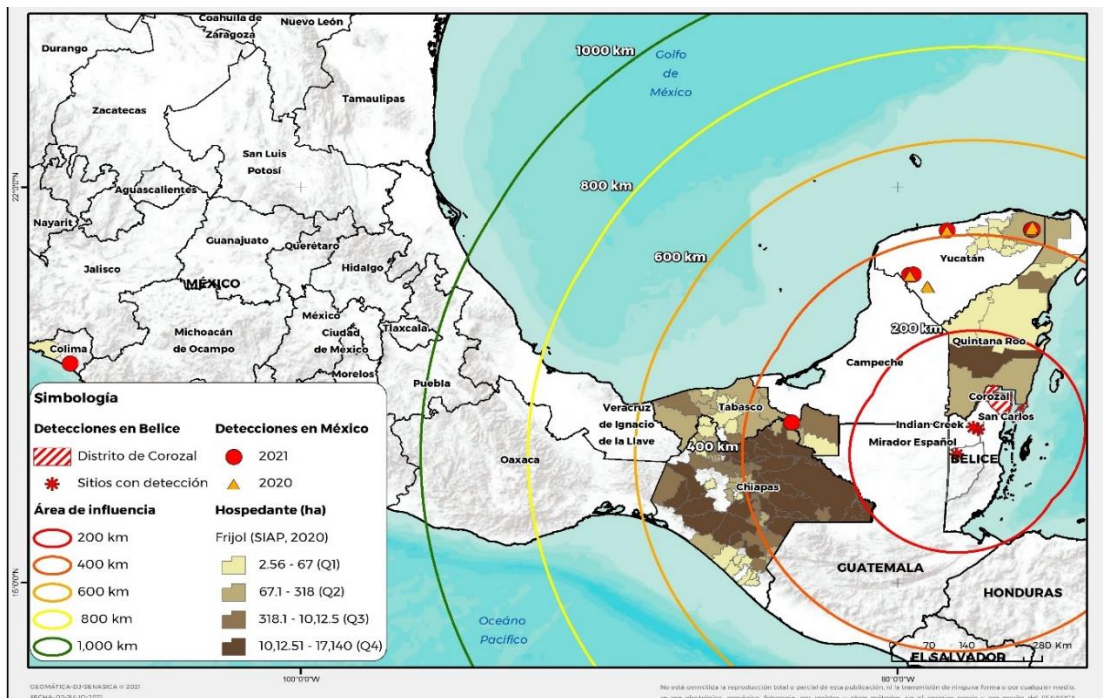 Coahuila de
Zaragoza
Nuevo León
Durango
Tamaulipas
Zacatecas
San Luis
Potosí
Aguascalientes
Nayarit
Guanajuato
Querétaro
Hidalgo
Jalisco
MÉXICO
México
Ciudad
de México
Tlaxcala
Michoacán
de Ocampo
Colima
Morelos
Puebla
Veracruz
de Ignacio
de la Llave
Oaxaca
Tabasco
Chiapas
Campeche
Yucatán
Quintana Roo
Corozal
San Carlos
Indian Creek
Mirador Español
BELICE
GUATEMALA
HONDURAS
EL SALVADOR
Golfo
de
México
Océano
Pacífico
1000 km
800 km
600 km
400 km
200 km
22°0'0"N
100°0'0"W
70 140 280 Km
Simbología
Detecciones en Belice
Distrito de Corozal
Sitios con detección
Detecciones en México
2021
2020
Área de influencia
200 km
400 km
600 km
800 km
1,000 km
Hospedante (ha)
Frijol (SIAP, 2020)
2.56 - 67 (Q1)
67.1 - 318 (Q2)
318.1 - 10,12.5 (Q3)
10,12.51 - 17,140 (Q4)